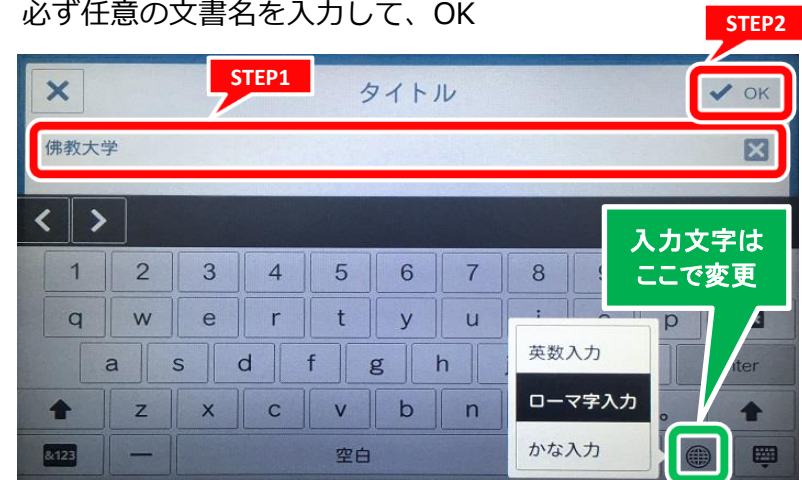 必ず任意の文書名を入力して、OK
STEP2
STEP1
タイトル
OK
佛教大学
入力文字は
ここで変更
1 2 3 4 5 6 7 8
q w e r t y u p
a s d f g h
英数入力
ローマ字入力
z x c v b n
かな入力
&123 空白